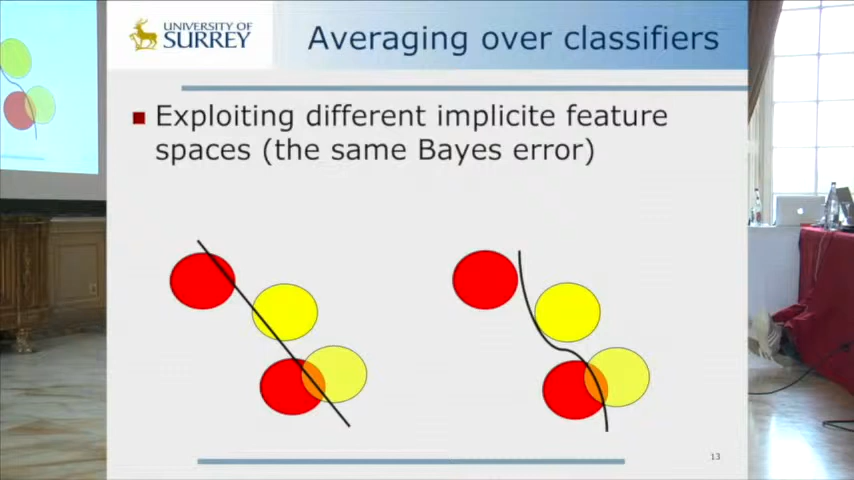 UNIVERSITY OF
SURREY
Averaging over classifiers
Exploiting different implicite feature
spaces (the same Bayes error)
13